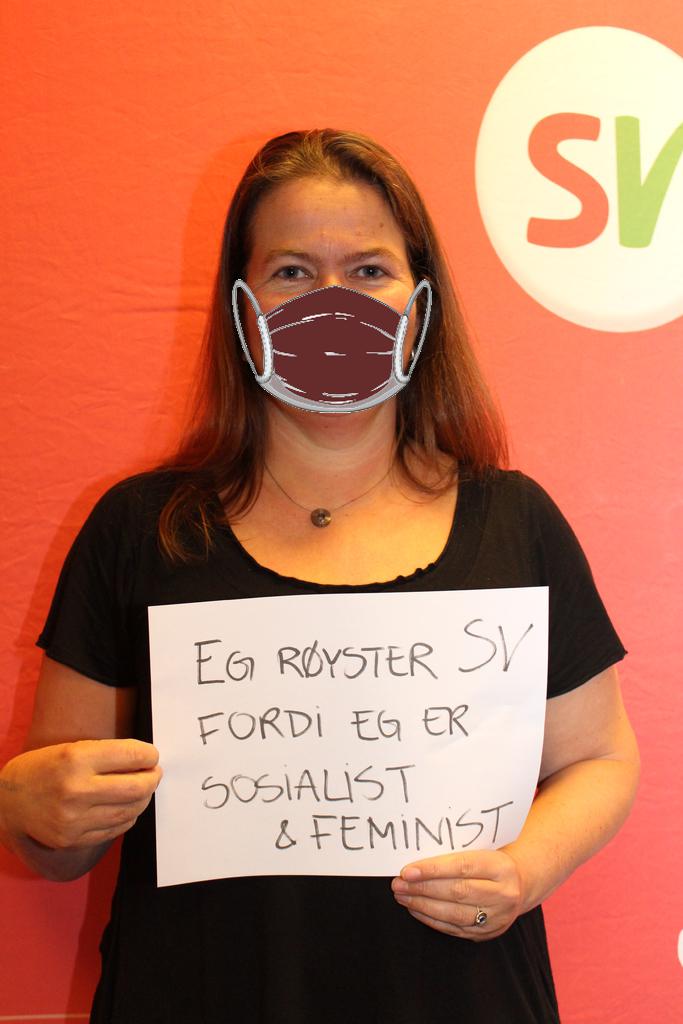 SV
EG RØYSTER SV
FORDI EG ER
SOSIALIST
& FEMINIST